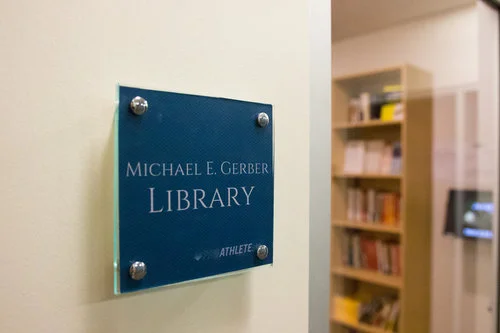 Michael E. Gerber
Library
ATHLETE